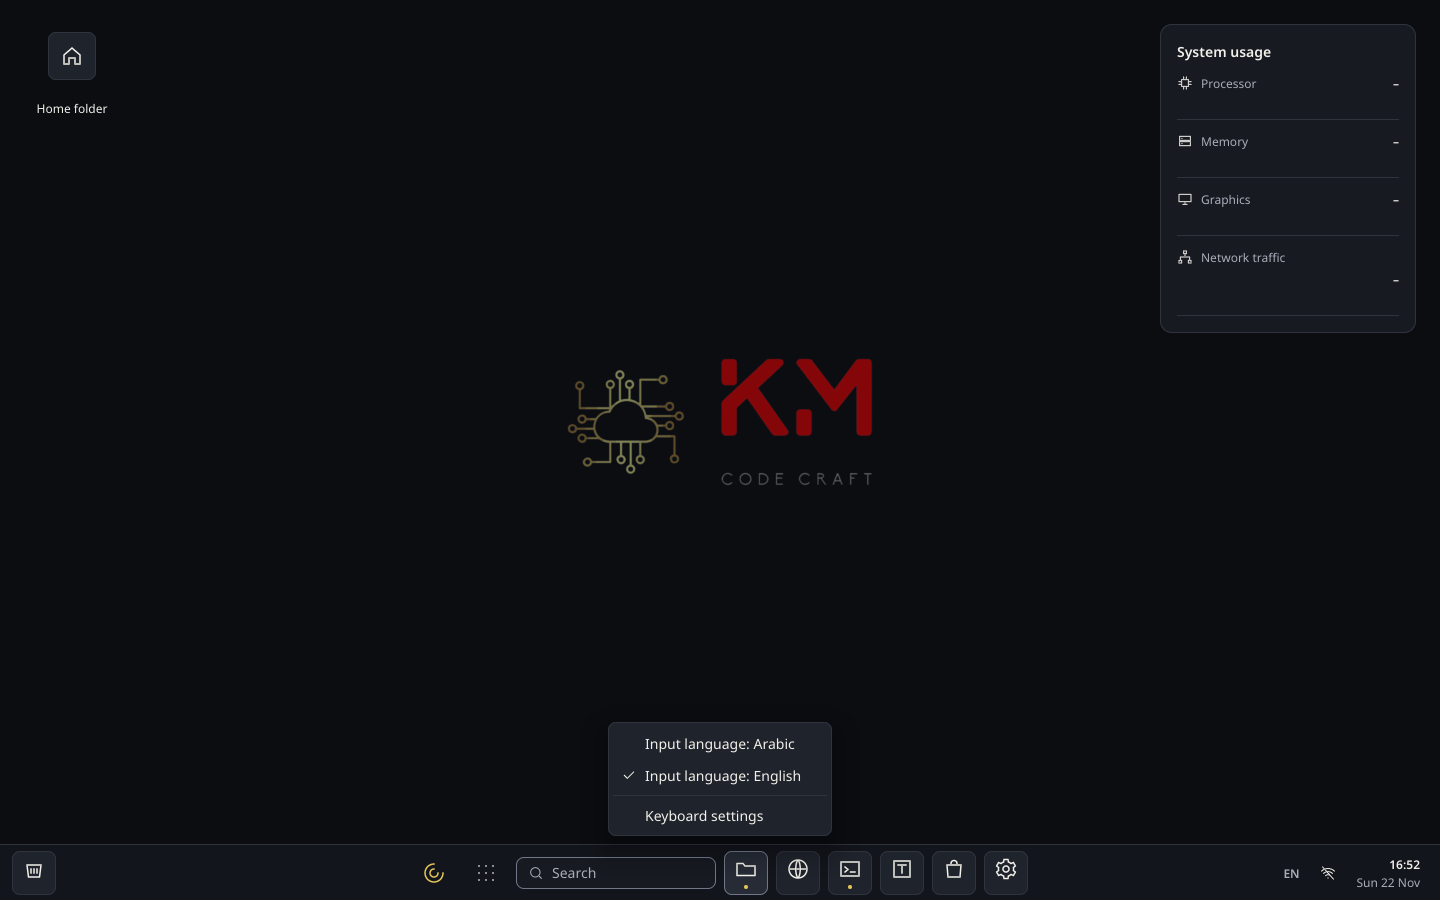 Home folder
System usage
Processor –
Memory –
Graphics –
Network traffic
–
KM
CODE CRAFT
Input language: Arabic
Input language: English
Keyboard settings
Search
EN
16:52
Sun 22 Nov